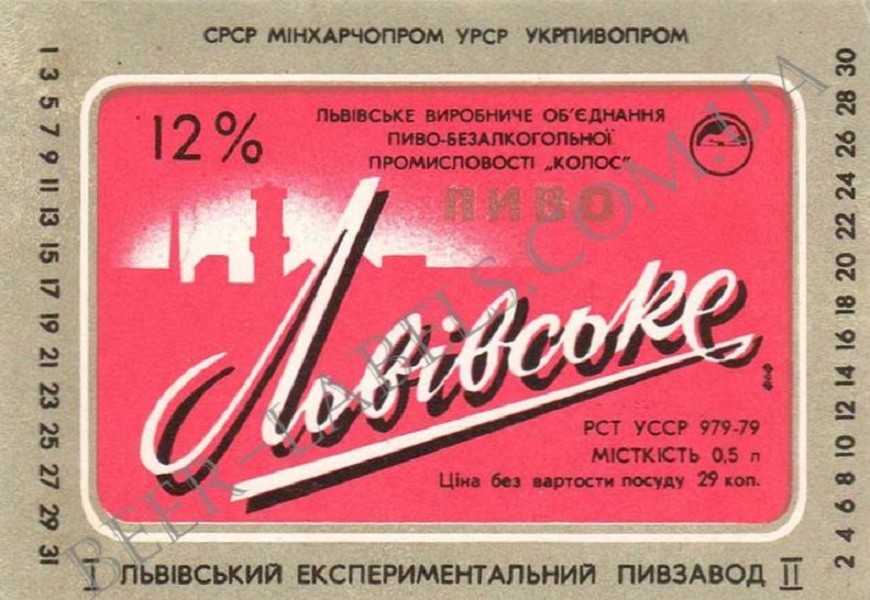 СРСР МІНХАРЧОПРОМ УРСР УКРПИВОПРОМ
1 3 5 7 9 11 13 15 17 19 21 23 25 27 29 31
12%
ЛЬВІВСЬКЕ ВИРОБНИЧЕ ОБ'ЄДНАННЯ
ПИВО-БЕЗАЛКОГОЛЬНОЇ
ПРОМИСЛОВОСТІ „КОЛОС"
ПИВО
Львівське
РСТ УССР 979-79
МІСТКІСТЬ 0,5 л
Ціна без вартости посуду 29 коп.
2 4 6 8 10 12 14 16 18 20 22 24 26 28 30
I ЛЬВІВСЬКИЙ ЕКСПЕРИМЕНТАЛЬНИЙ ПИВЗАВОД II
BEER-LABELS.COM.UA